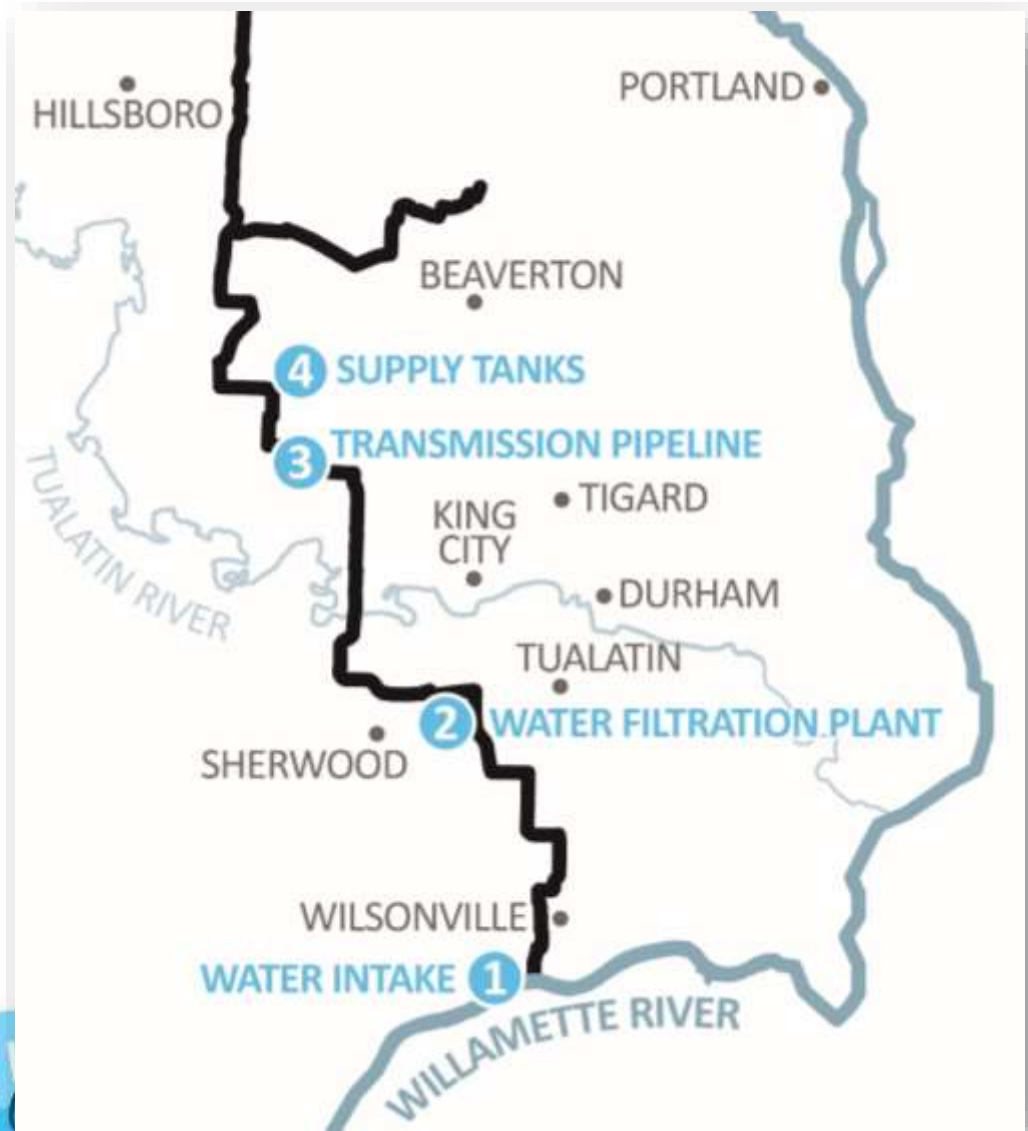 PORTLAND
HILLSBORO
BEAVERTON
4 SUPPLY TANKS
3 TRANSMISSION PIPELINE
TIGARD
KING
CITY
TUALATIN RIVER
DURHAM
TUALATIN
2 WATER FILTRATION PLANT
SHERWOOD
WILSONVILLE
WATER INTAKE 1
WILLAMETTE RIVER